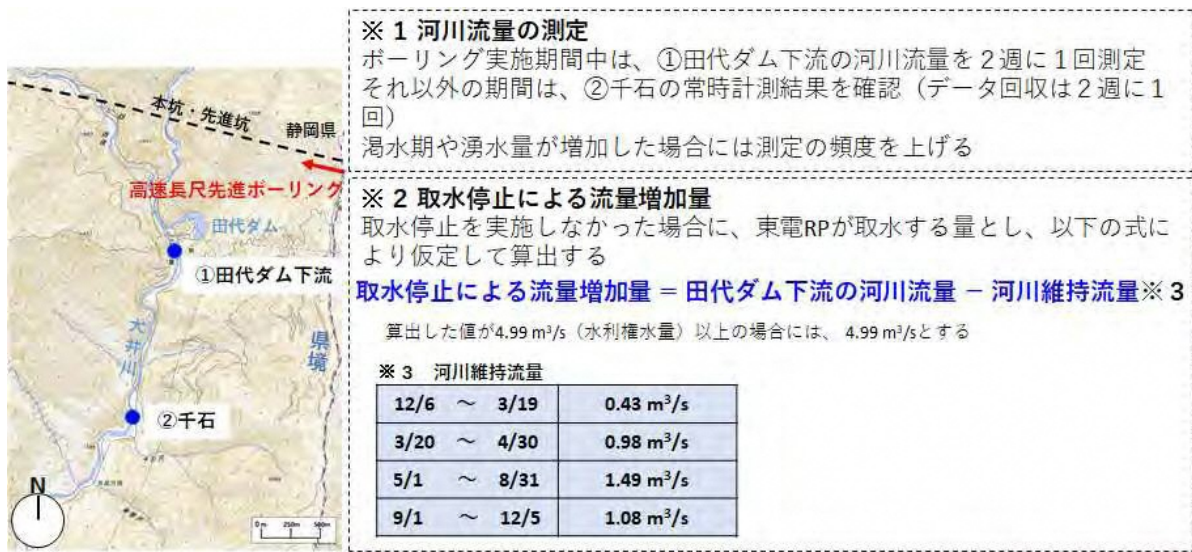 本坑・先進坑
静岡県
高速長尺先進ボーリング
田代ダム
①田代ダム下流
大井川
県境
②千石
N
0m 250m 500m
※1 河川流量の測定
ボーリング実施期間中は、①田代ダム下流の河川流量を2週に1回測定
それ以外の期間は、②千石の常時計測結果を確認（データ回収は2週に1
回）
渇水期や湧水量が増加した場合には測定の頻度を上げる
※2 取水停止による流量増加量
取水停止を実施しなかった場合に、東電RPが取水する量とし、以下の式に
より仮定して算出する
取水停止による流量増加量 = 田代ダム下流の河川流量 − 河川維持流量※3
算出した値が4.99 m³/s（水利権水量）以上の場合には、 4.99 m³/sとする
※3 河川維持流量
12/6 ～ 3/19 0.43 m³/s
3/20 ～ 4/30 0.98 m³/s
5/1 ～ 8/31 1.49 m³/s
9/1 ～ 12/5 1.08 m³/s